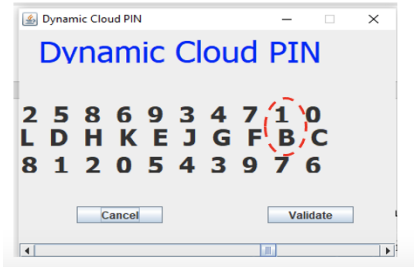 Dynamic Cloud PIN
Dynamic Cloud PIN
2 5 8 6 9 3 4 7 1 0
L D H K E J G F B C
8 1 2 0 5 4 3 9 7 6
Cancel Validate